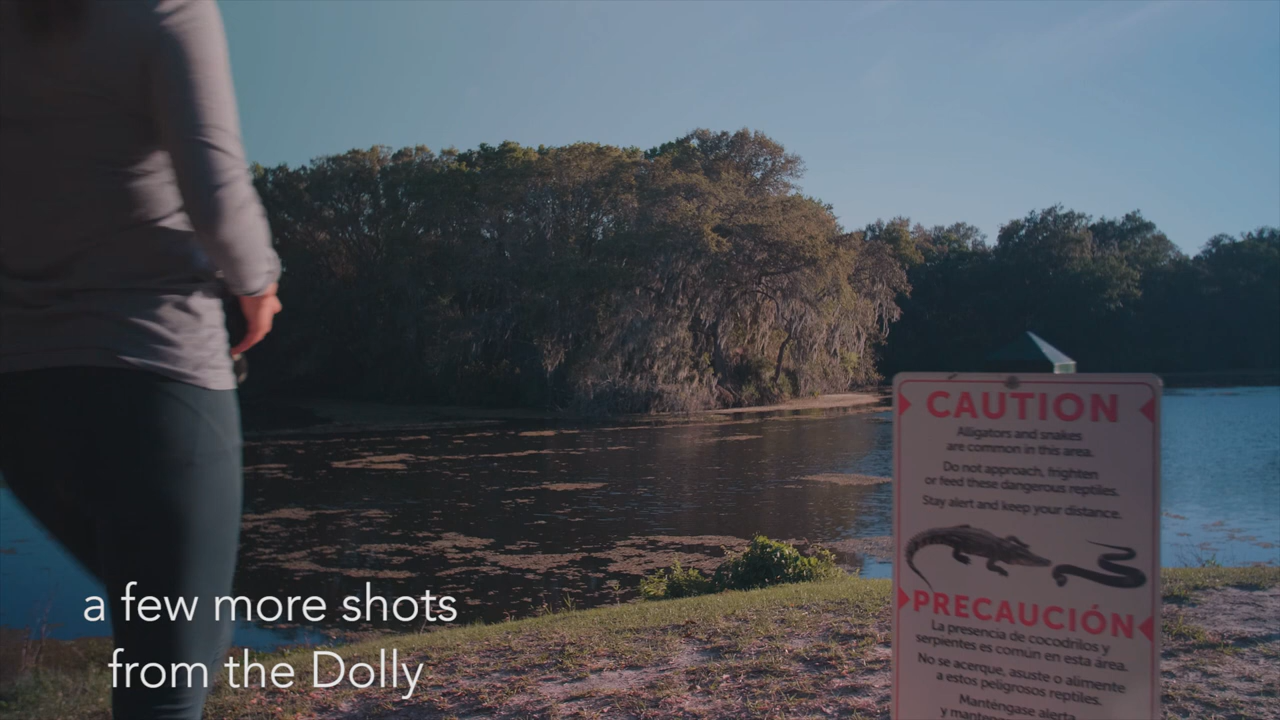 CAUTION
Alligators and snakes
are common in this area.
Do not approach, frighten
or feed these dangerous reptiles.
Stay alert and keep your distance.
PRECAUCIÓN
La presencia de cocodrilos y
serpientes es común en esta área.
No se acerque, asuste o alimente
a estos peligrosos reptiles.
Manténgase alerta
a few more shots
from the Dolly